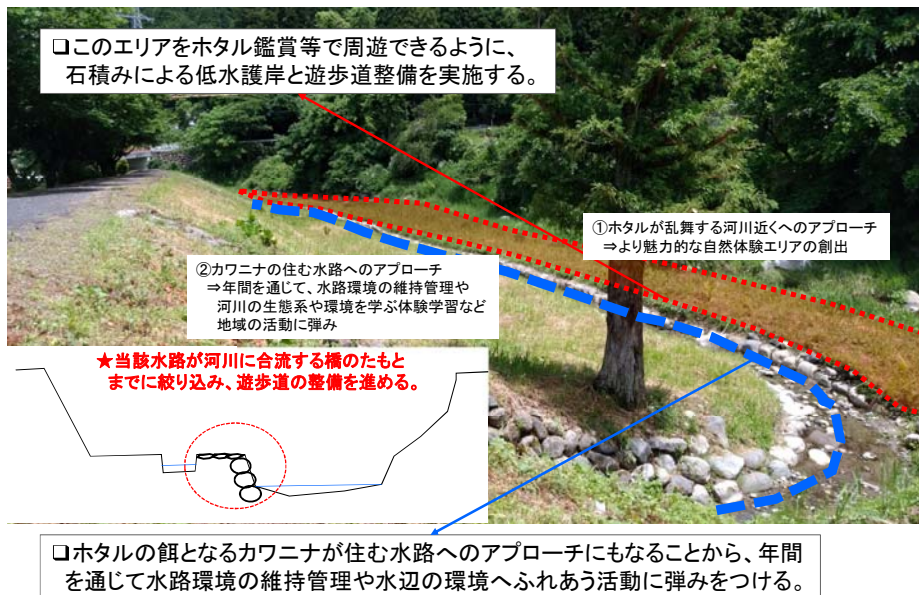 □このエリアをホタル鑑賞等で周遊できるように、
石積みによる低水護岸と遊歩道整備を実施する。
①ホタルが乱舞する河川近くへのアプローチ
⇒より魅力的な自然体験エリアの創出
②カワニナの住む水路へのアプローチ
⇒年間を通じて、水路環境の維持管理や
河川の生態系や環境を学ぶ体験学習など
地域の活動に弾み
★当該水路が河川に合流する橋のたもと
までに絞り込み、遊歩道の整備を進める。
□ホタルの餌となるカワニナが住む水路へのアプローチにもなることから、年間
を通じて水路環境の維持管理や水辺の環境へふれあう活動に弾みをつける。